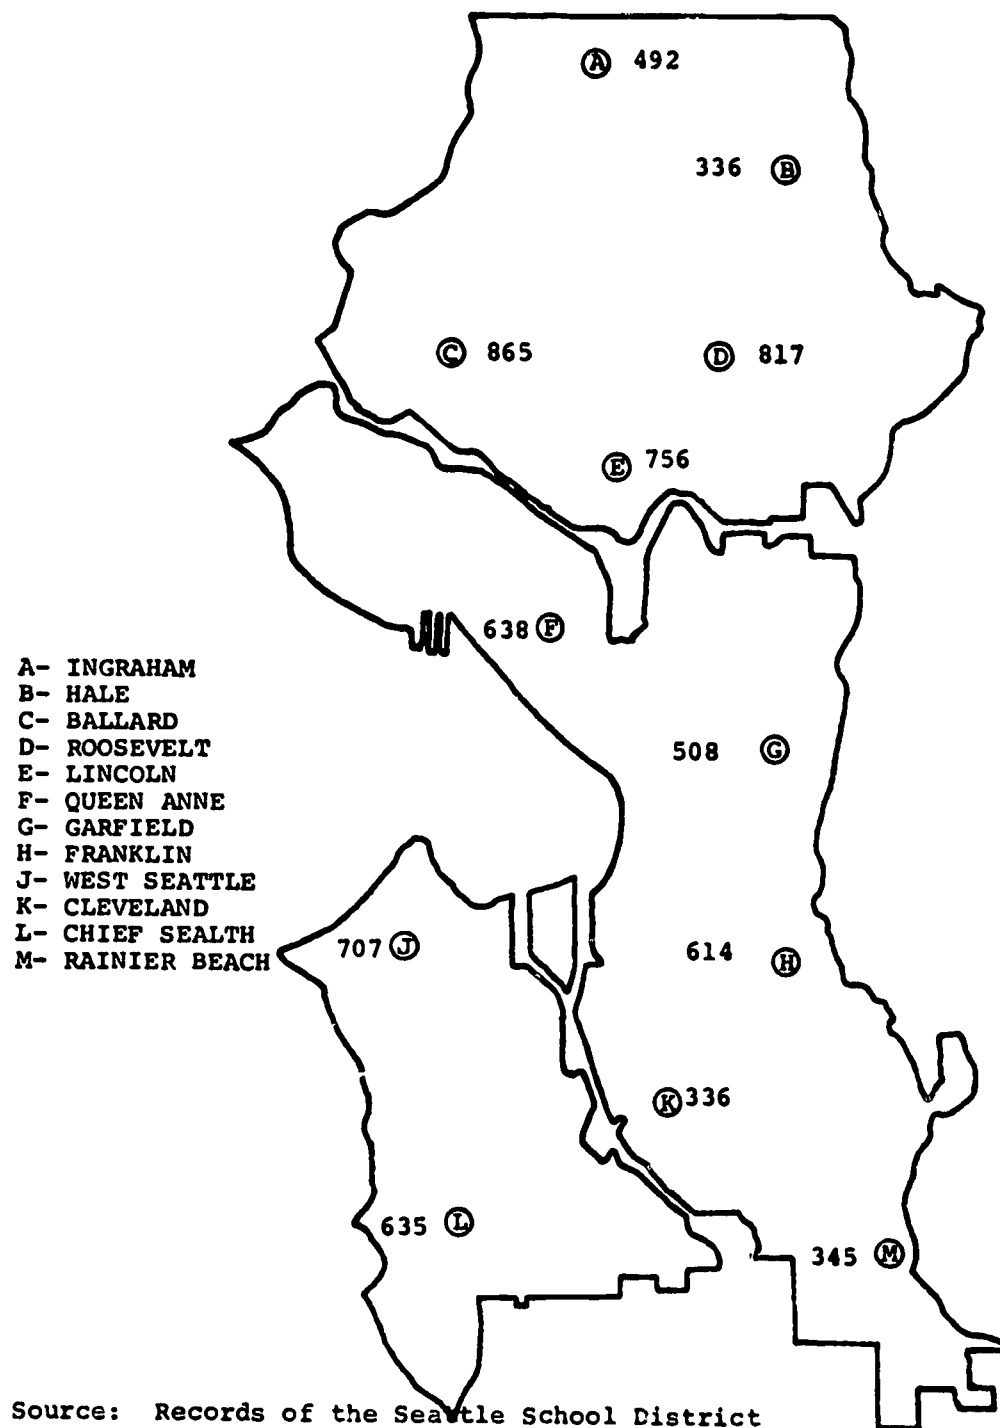 Ⓐ 492
336 Ⓑ
Ⓒ 865
Ⓓ 817
Ⓔ 756
638 Ⓕ
A- INGRAHAM
B- HALE
C- BALLARD
D- ROOSEVELT
E- LINCOLN
F- QUEEN ANNE
G- GARFIELD
H- FRANKLIN
J- WEST SEATTLE
K- CLEVELAND
L- CHIEF SEALTH
M- RAINIER BEACH
508 Ⓖ
707 Ⓙ
614 Ⓗ
Ⓚ 336
635 Ⓛ
345 Ⓜ
Source: Records of the Seattle School District